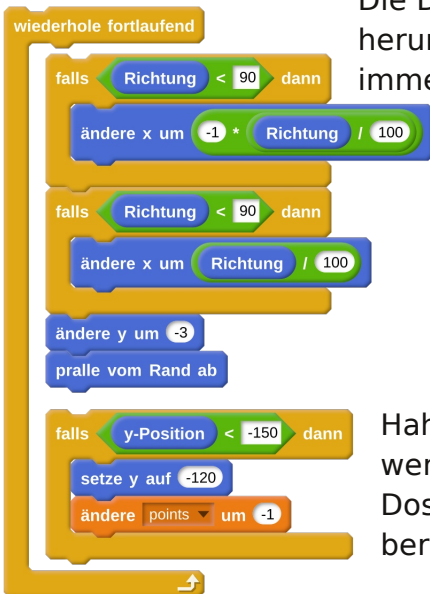 Die
herum
imme
wiederhole fortlaufend
falls Richtung < 90 dann
ändere x um -1 * Richtung / 100
falls Richtung < 90 dann
ändere x um Richtung / 100
ändere y um -3
pralle vom Rand ab
falls y-Position < -150 dann
setze y auf -120
ändere points um -1
Hah
wer
Dos
ber